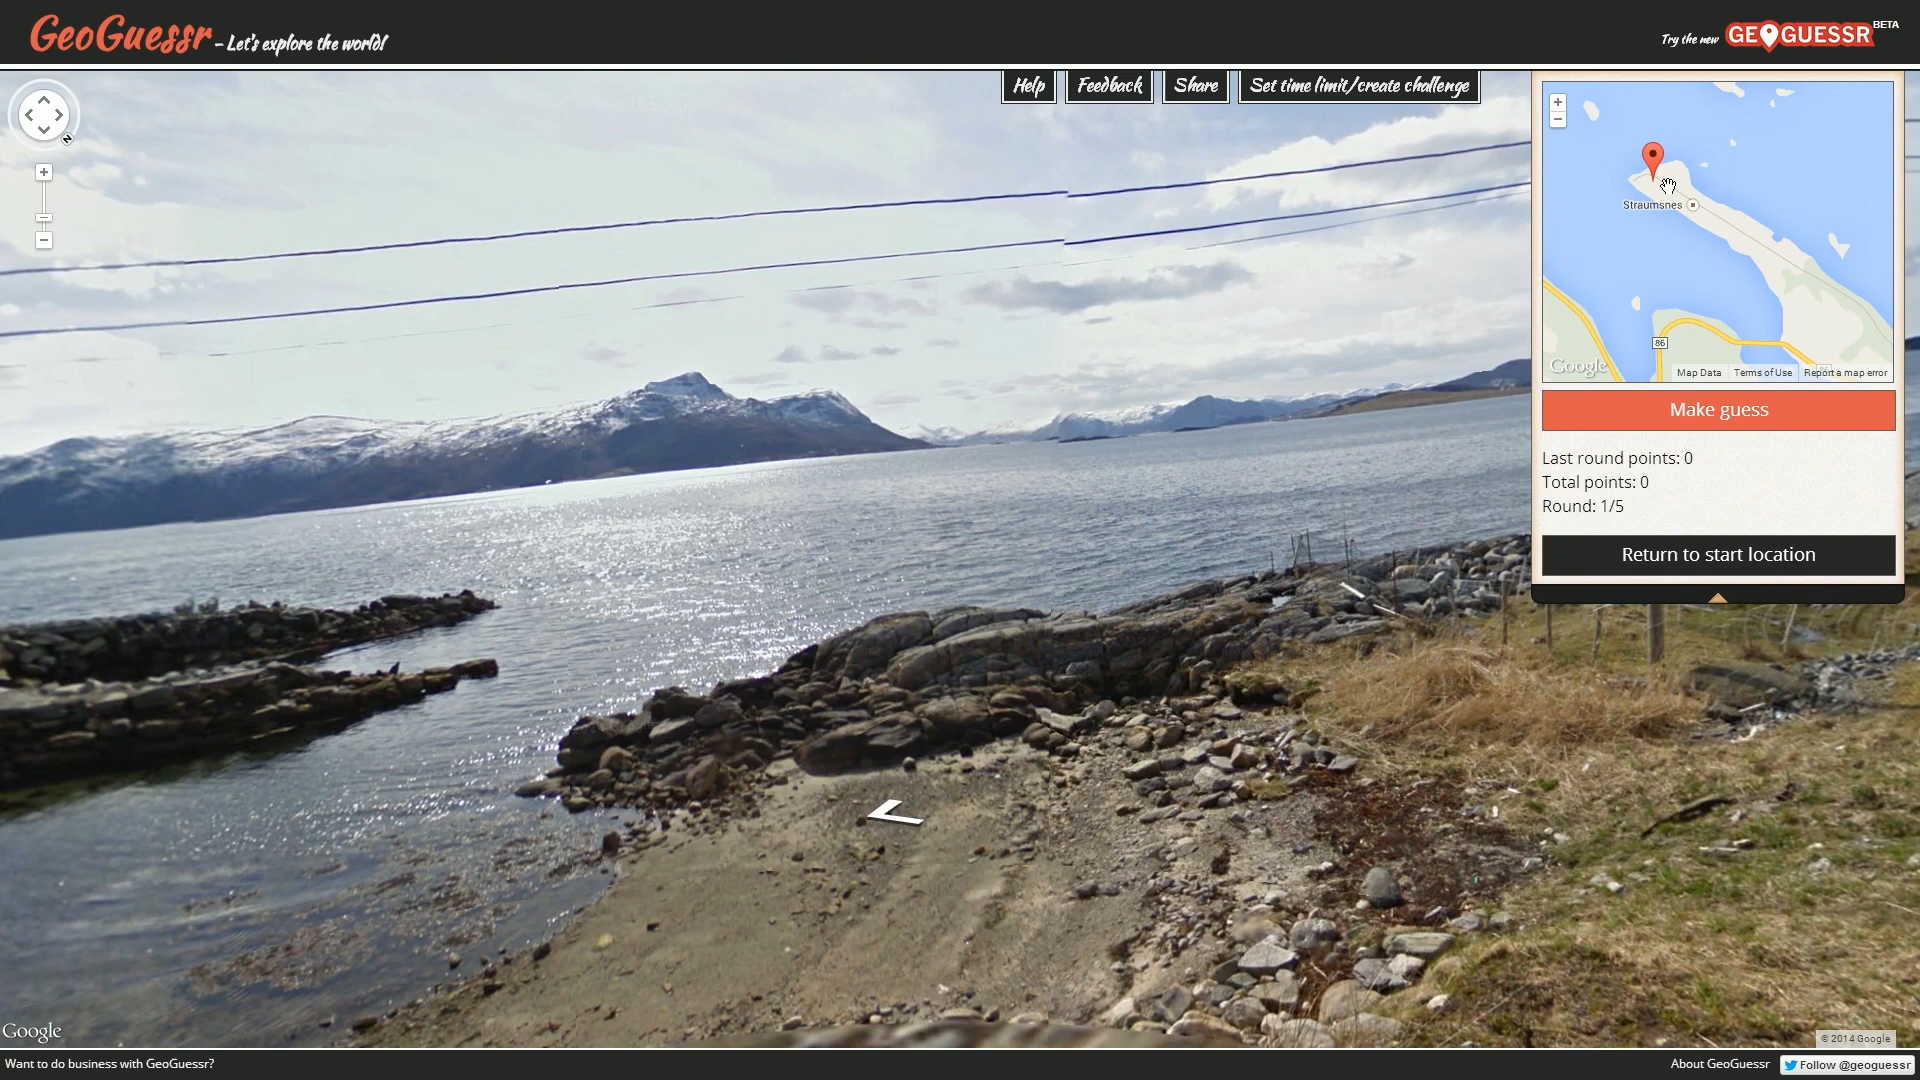 GeoGuessr – Let's explore the world!
Try the new GEOGUESSR BETA
Help Feedback Share Set time limit/create challenge
N
Straumsnes
86
Google
Map Data Terms of Use Report a map error
Make guess
Last round points: 0
Total points: 0
Round: 1/5
Return to start location
Google
© 2014 Google
Want to do business with GeoGuessr?
About GeoGuessr Follow @geoguessr